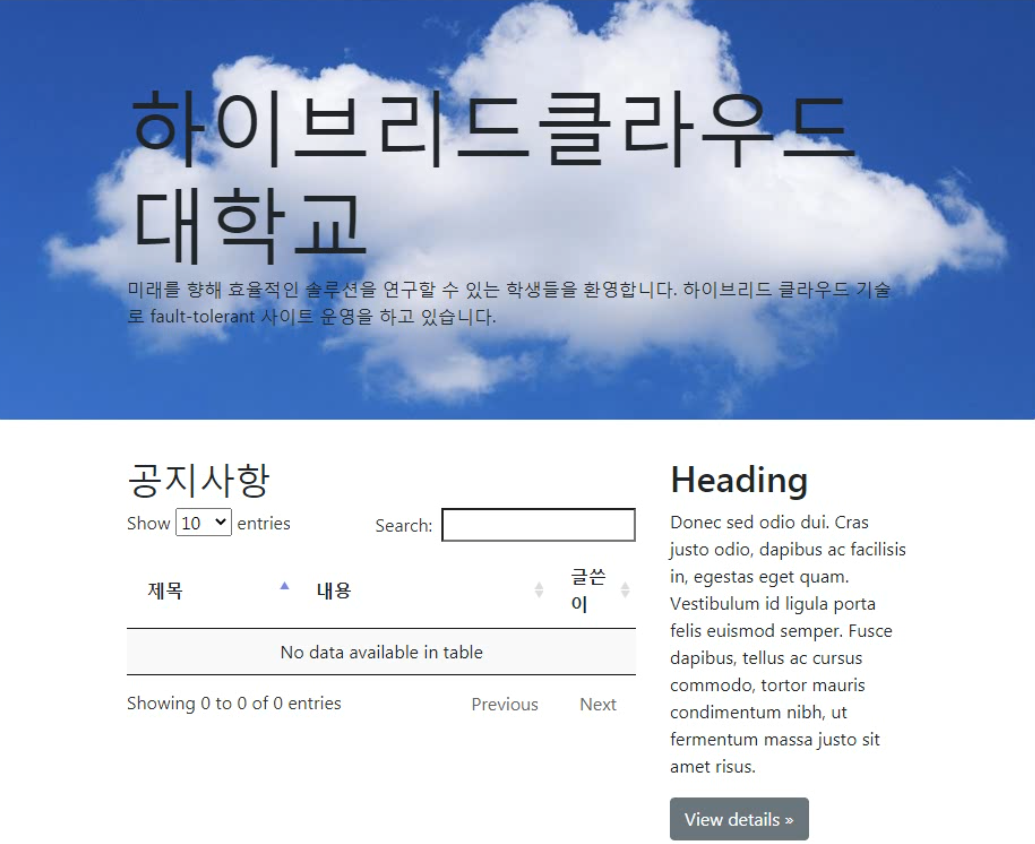 하이브리드클라우드
대학교
미래를 향해 효율적인 솔루션을 연구할 수 있는 학생들을 환영합니다. 하이브리드 클라우드 기술
로 fault-tolerant 사이트 운영을 하고 있습니다.
공지사항
Show 10 entries
Search:
제목 내용 글쓴
이
No data available in table
Showing 0 to 0 of 0 entries
Previous Next
Heading
Donec sed odio dui. Cras
justo odio, dapibus ac facilisis
in, egestas eget quam.
Vestibulum id ligula porta
felis euismod semper. Fusce
dapibus, tellus ac cursus
commodo, tortor mauris
condimentum nibh, ut
fermentum massa justo sit
amet risus.
View details »